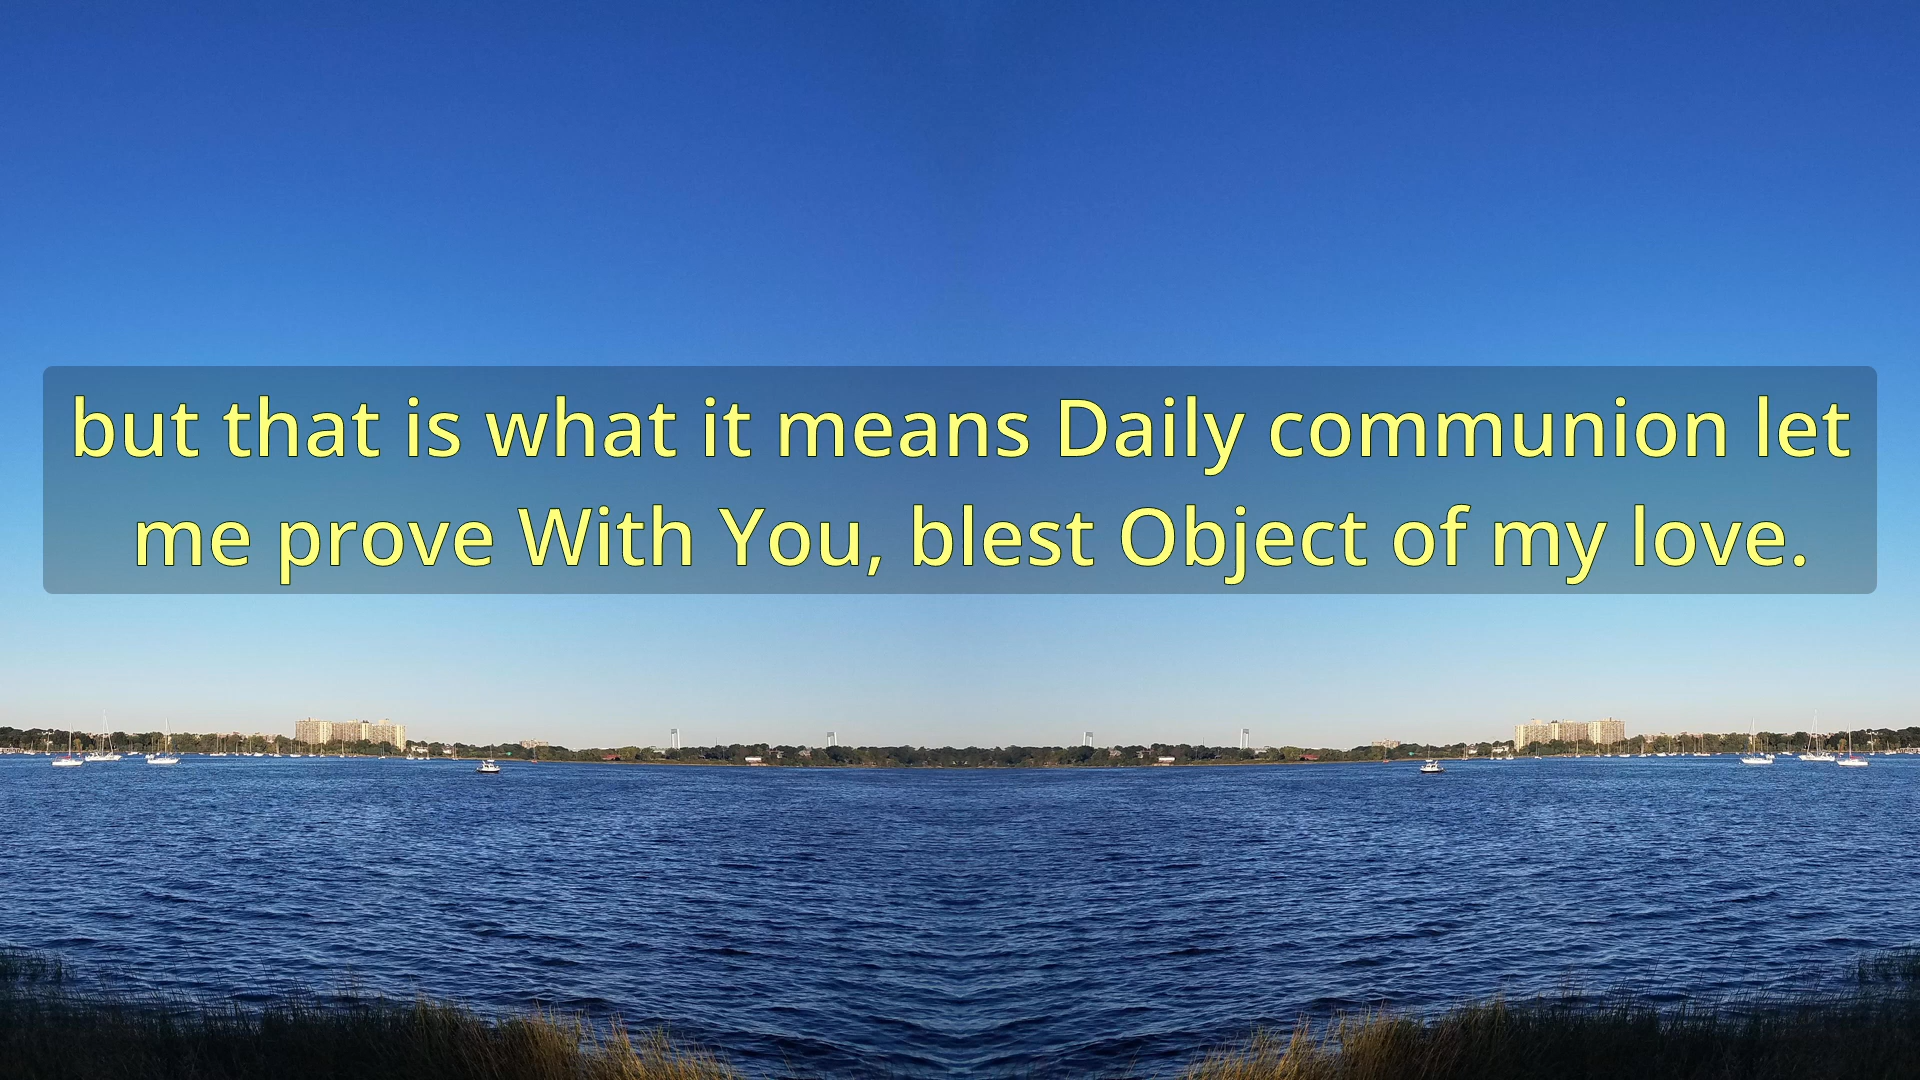 but that is what it means Daily communion let
me prove With You, blest Object of my love.